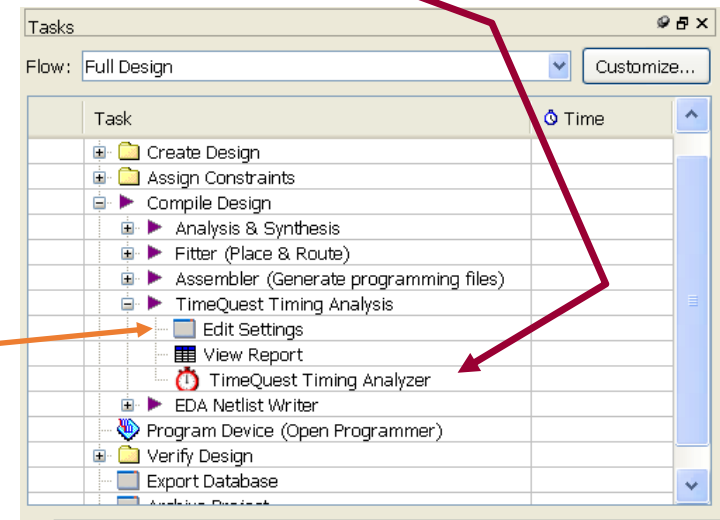 Tasks
Flow: Full Design Customize...
Task Time
Create Design
Assign Constraints
Compile Design
Analysis & Synthesis
Fitter (Place & Route)
Assembler (Generate programming files)
TimeQuest Timing Analysis
Edit Settings
View Report
TimeQuest Timing Analyzer
EDA Netlist Writer
Program Device (Open Programmer)
Verify Design
Export Database